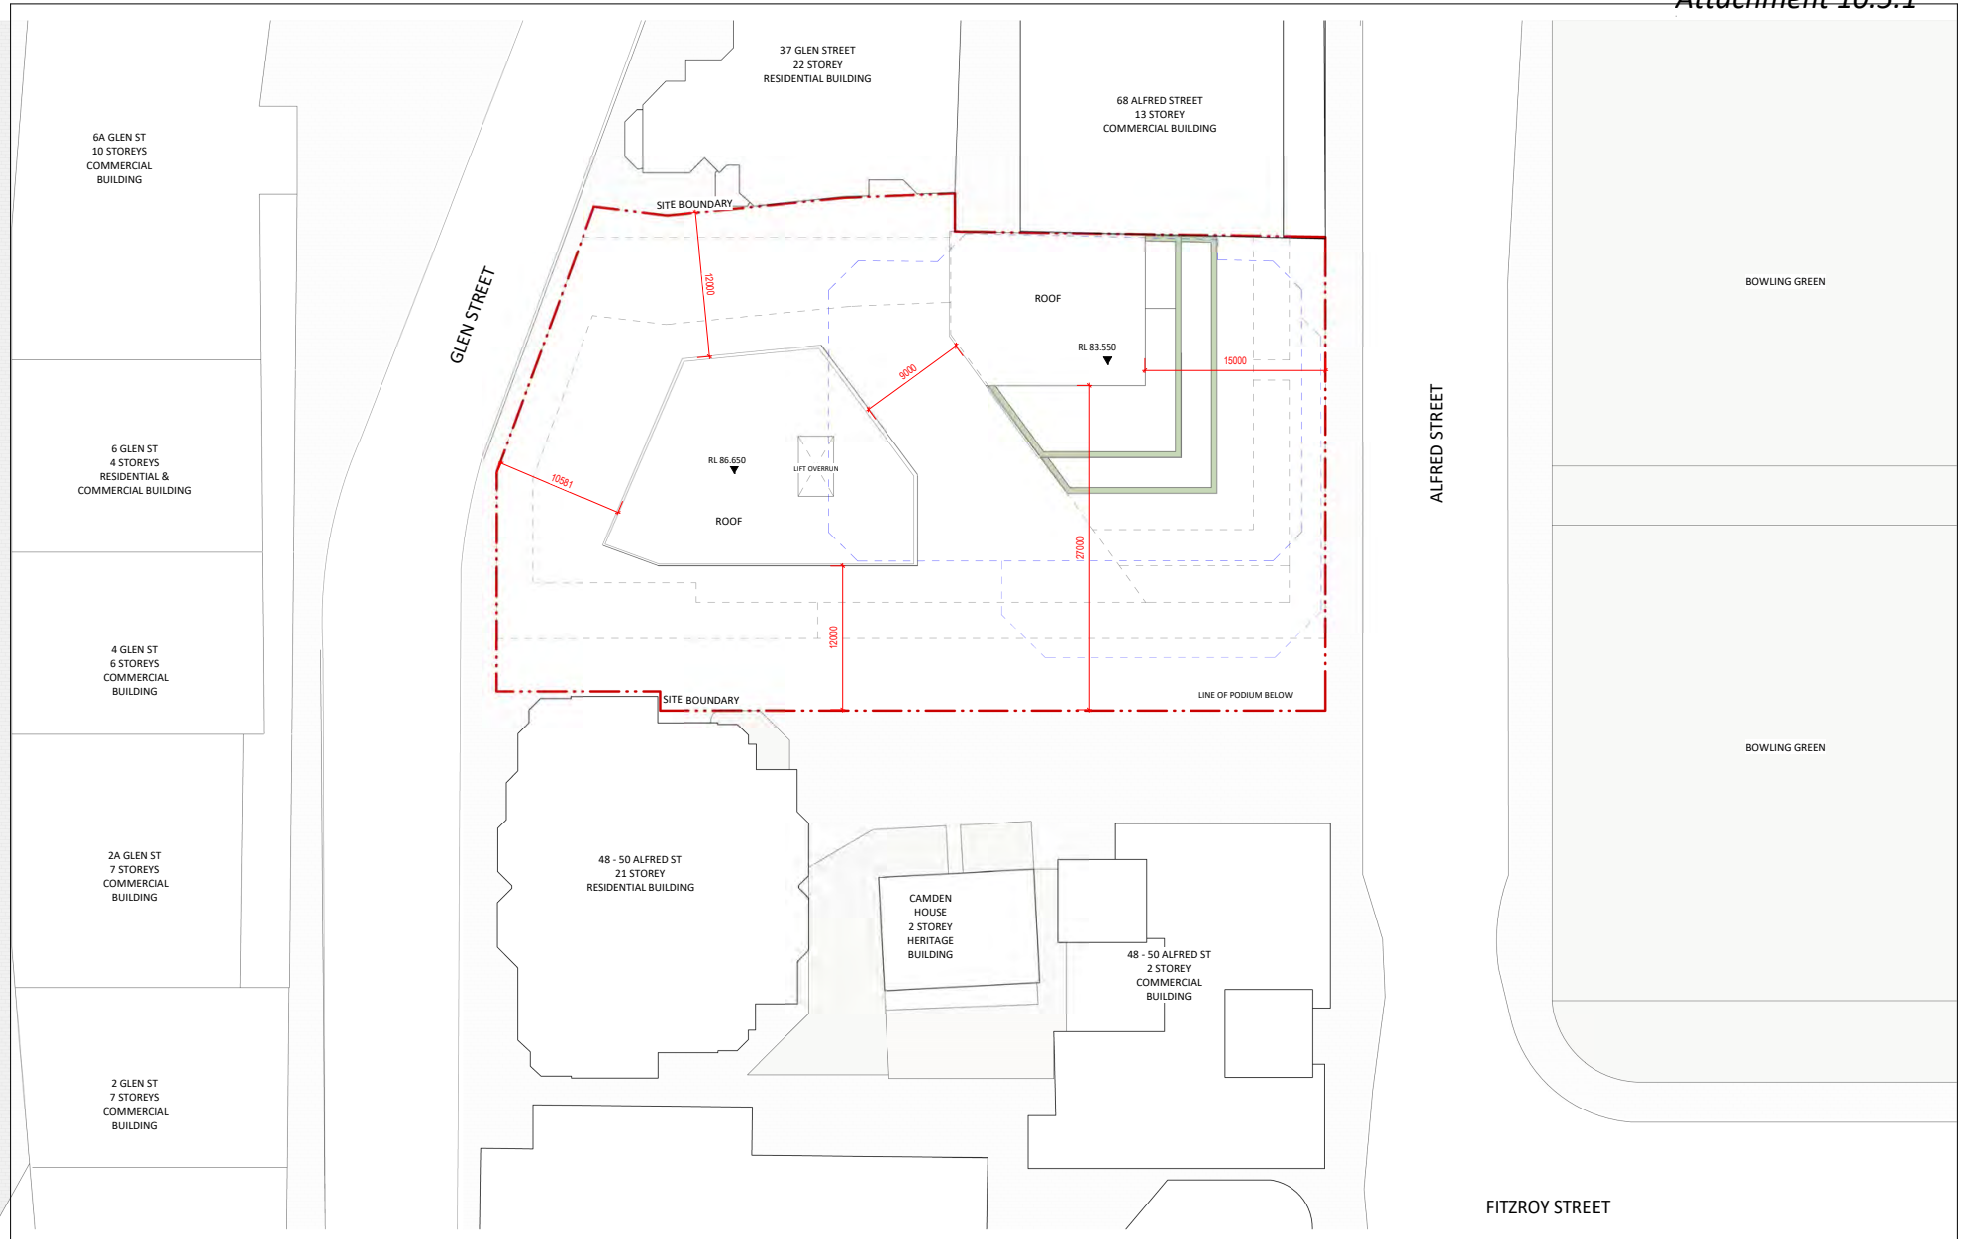 Attachment 10.5.1
37 GLEN STREET
22 STOREY
RESIDENTIAL BUILDING
68 ALFRED STREET
13 STOREY
COMMERCIAL BUILDING
6A GLEN ST
10 STOREYS
COMMERCIAL
BUILDING
SITE BOUNDARY
GLEN STREET
12000
ROOF
BOWLING GREEN
RL 83.550
15000
9000
ALFRED STREET
6 GLEN ST
4 STOREYS
RESIDENTIAL &
COMMERCIAL BUILDING
RL 86.650
LIFT OVERRUN
10581
ROOF
27000
12000
4 GLEN ST
6 STOREYS
COMMERCIAL
BUILDING
SITE BOUNDARY
LINE OF PODIUM BELOW
BOWLING GREEN
2A GLEN ST
7 STOREYS
COMMERCIAL
BUILDING
48 - 50 ALFRED ST
21 STOREY
RESIDENTIAL BUILDING
CAMDEN
HOUSE
2 STOREY
HERITAGE
BUILDING
48 - 50 ALFRED ST
2 STOREY
COMMERCIAL
BUILDING
2 GLEN ST
7 STOREYS
COMMERCIAL
BUILDING
FITZROY STREET